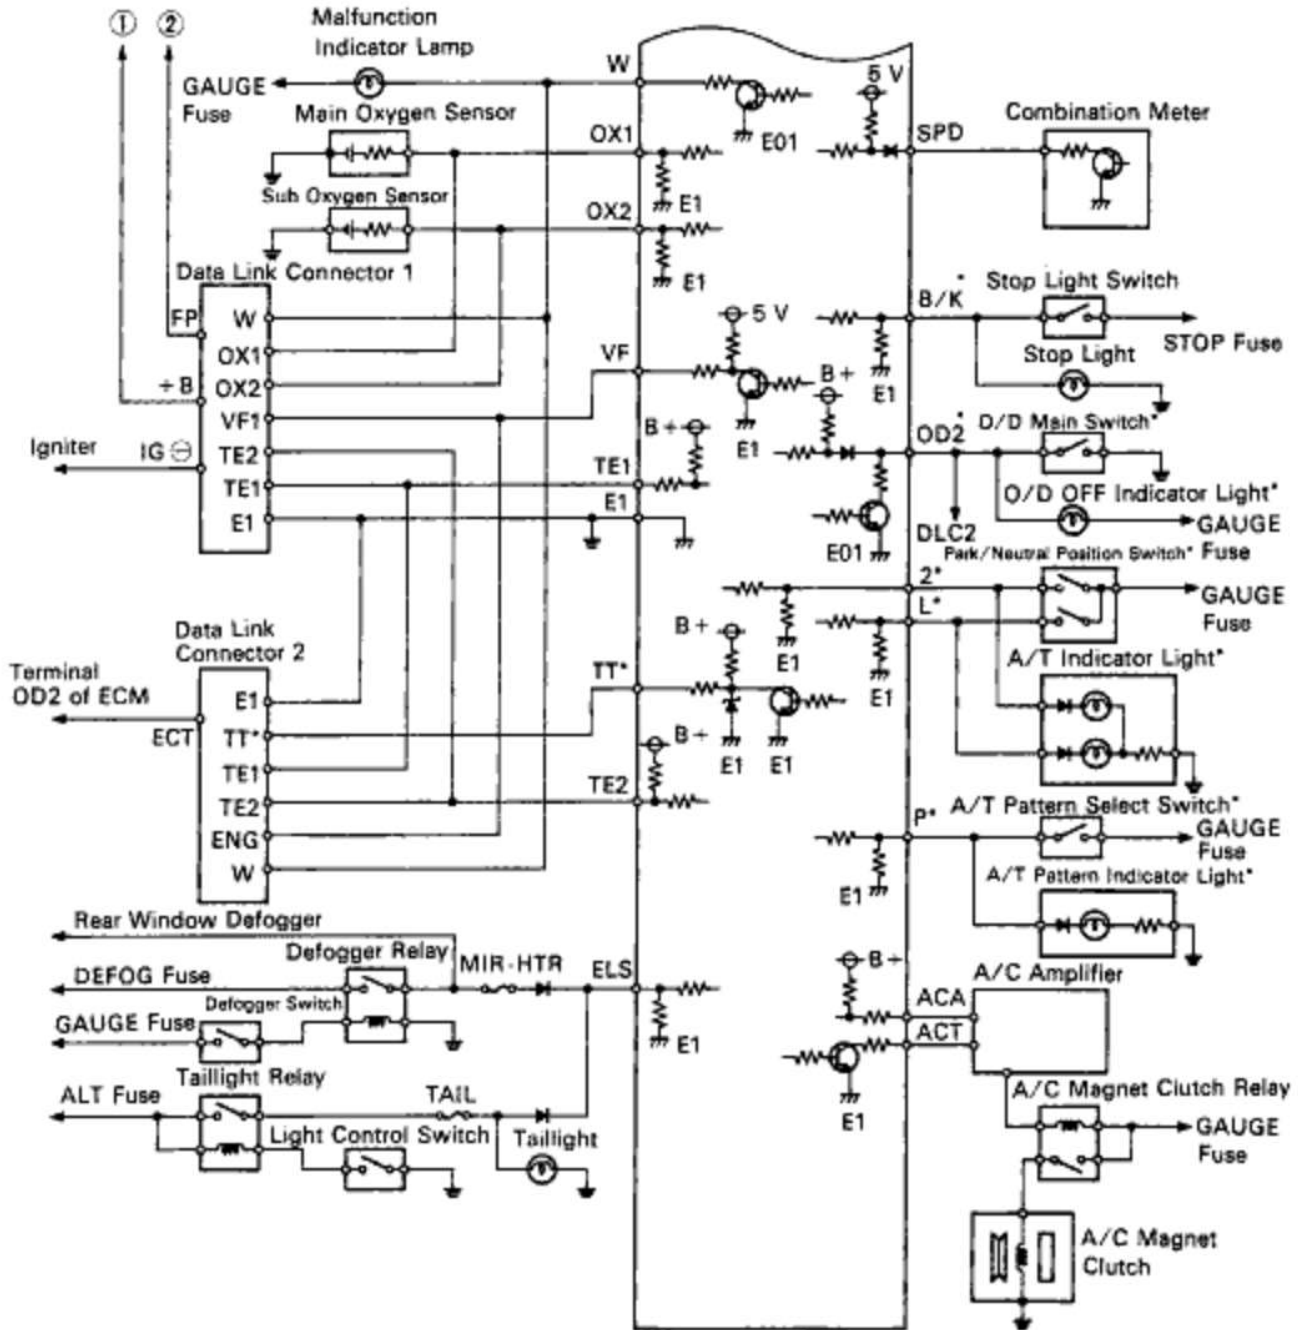 ① ②
Malfunction
Indicator Lamp
GAUGE
Fuse
W
5 V
Main Oxygen Sensor
E01
OX1
SPD
Combination Meter
E1
Sub Oxygen Sensor
OX2
E1
Data Link Connector 1
FP
W
OX1
+B
OX2
VF1
Igniter
IG ⊖
TE2
TE1
E1
VF
5 V
E1
B+
TE1
E1
B/K*
Stop Light Switch
STOP Fuse
Stop Light
E1
B+
OD2*
O/D Main Switch*
O/D OFF Indicator Light*
GAUGE
Fuse
DLC2
E01
Park/Neutral Position Switch*
2*
GAUGE
Fuse
L*
E1
E1
A/T Indicator Light*
Data Link
Connector 2
Terminal
OD2 of ECM
E1
ECT
TT*
TE1
TE2
ENG
W
B+
TT*
E1
E1
B+
TE2
A/T Pattern Select Switch*
P*
GAUGE
Fuse
E1
A/T Pattern Indicator Light*
Rear Window Defogger
Defogger Relay
MIR-HTR
ELS
DEFOG Fuse
Defogger Switch
GAUGE Fuse
E1
Taillight Relay
ALT Fuse
TAIL
Light Control Switch
Taillight
B+
A/C Amplifier
ACA
ACT
E1
A/C Magnet Clutch Relay
GAUGE
Fuse
A/C Magnet
Clutch